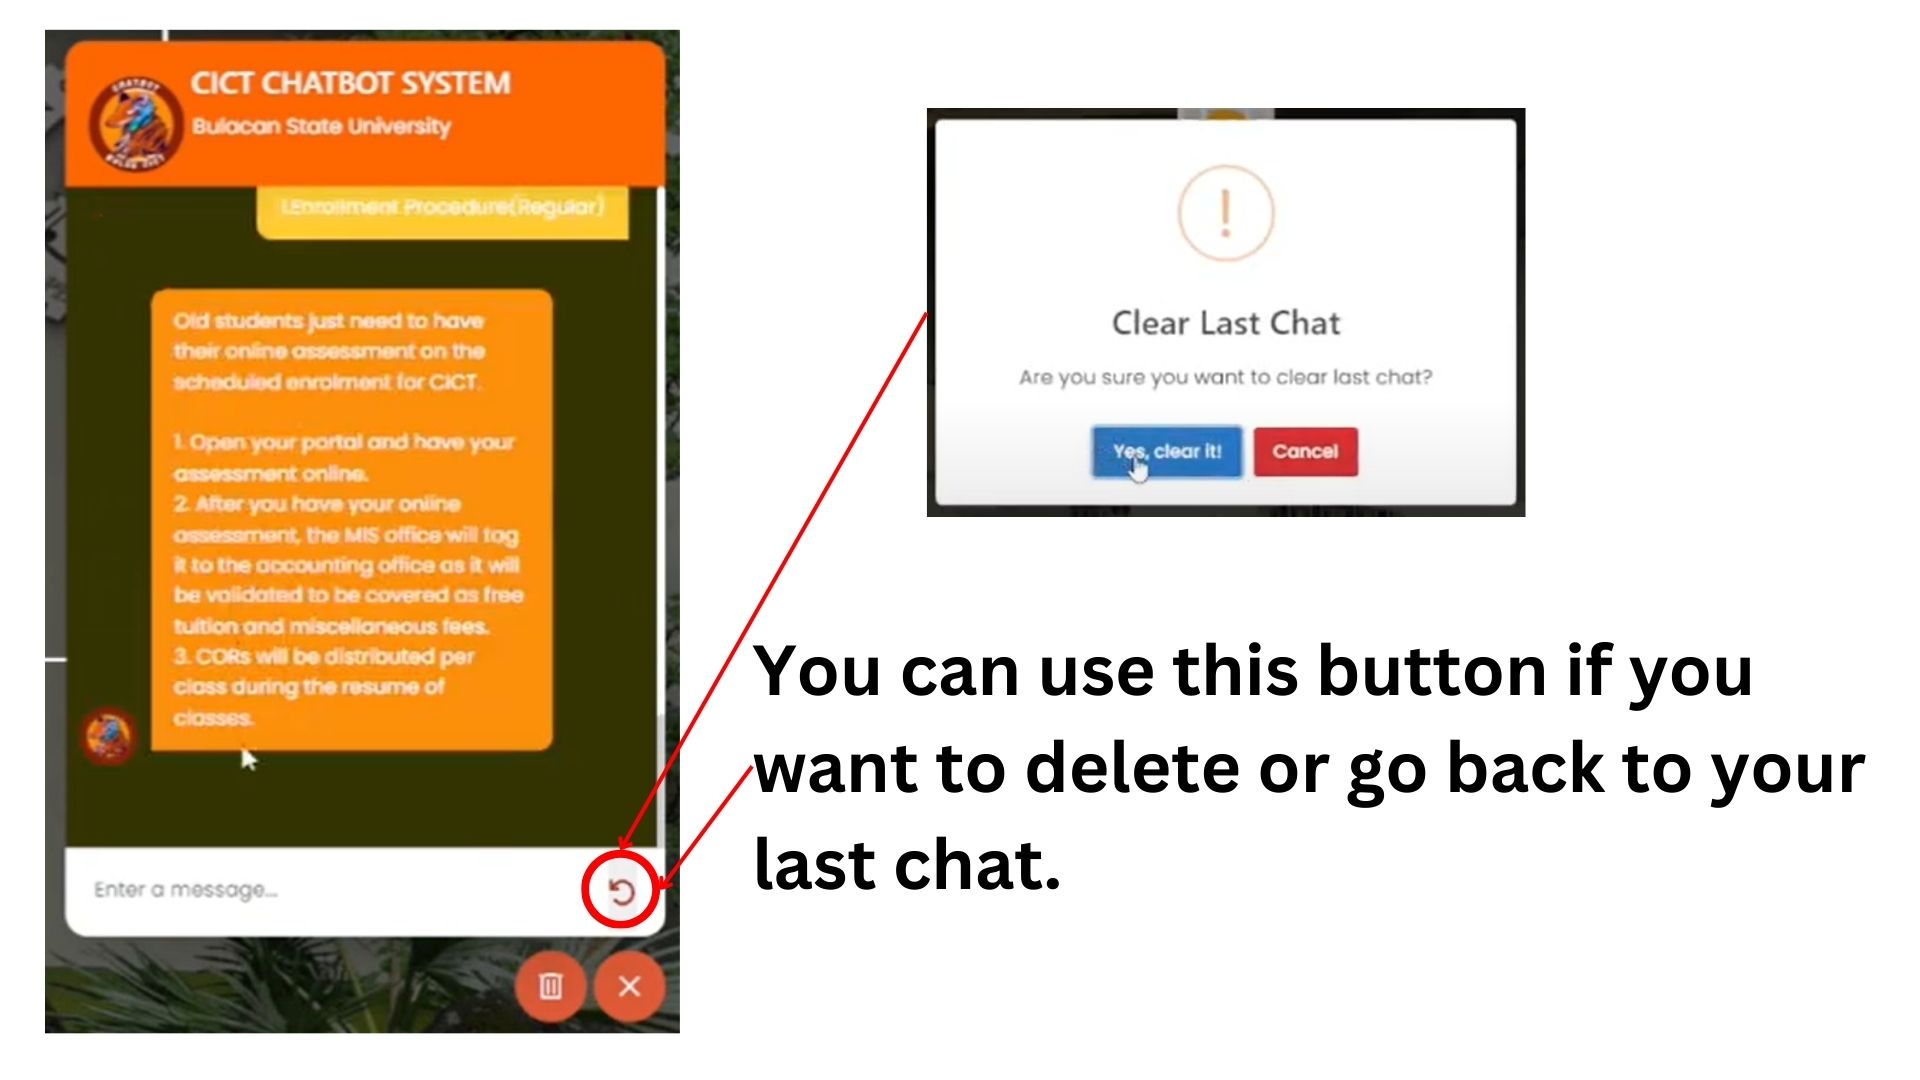 CICT CHATBOT SYSTEM
Bulacan State University
1.Enrollment Procedure(Regular)
Old students just need to have
their online assessment on the
scheduled enrolment for CICT.
1. Open your portal and have your
assessment online.
2. After you have your online
assessment, the MIS office will tag
it to the accounting office as it will
be validated to be covered as free
tuition and miscellaneous fees.
3. CORs will be distributed per
class during the resume of
classes.
Enter a message...
Clear Last Chat
Are you sure you want to clear last chat?
Yes, clear it!
Cancel
You can use this button if you
want to delete or go back to your
last chat.